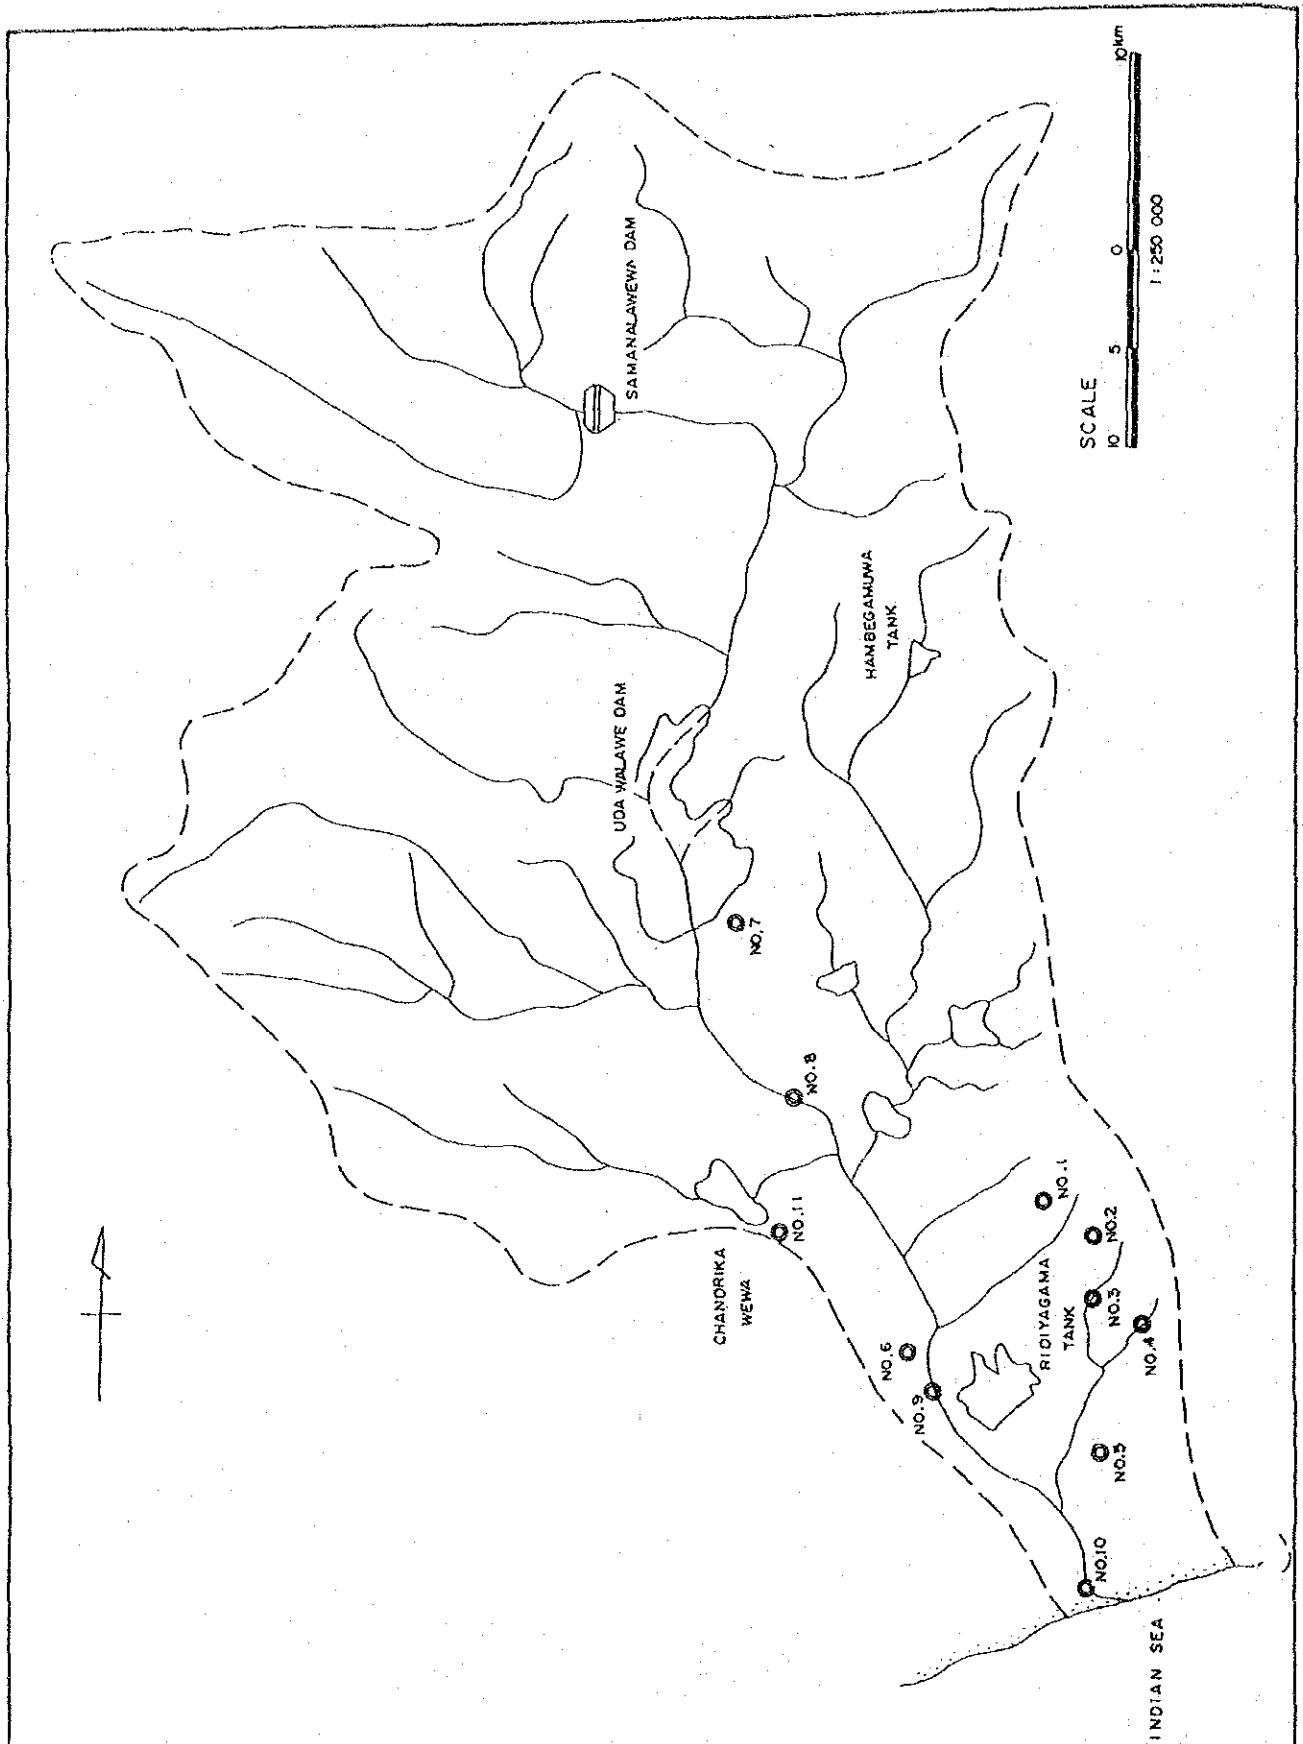 SAMANALAWEWA DAM
10km
0
5
10
SCALE
1:250 000
HAMBEGAMUWA
TANK
UDA WALAWE DAM
NO.7
NO.8
NO.11
CHANDRIKA
WEWA
NO.1
NO.2
NO.3
NO.4
RIDIYAGAMA
TANK
NO.6
NO.9
NO.5
NO.10
INDIAN SEA